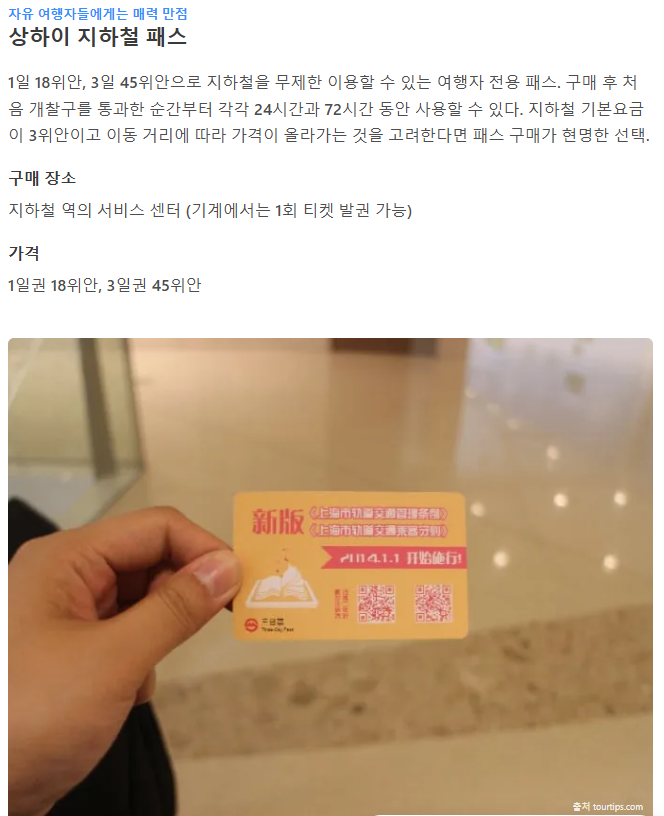 자유 여행자들에게는 매력 만점
상하이 지하철 패스
1일 18위안, 3일 45위안으로 지하철을 무제한 이용할 수 있는 여행자 전용 패스. 구매 후 처
음 개찰구를 통과한 순간부터 각각 24시간과 72시간 동안 사용할 수 있다. 지하철 기본요금
이 3위안이고 이동 거리에 따라 가격이 올라가는 것을 고려한다면 패스 구매가 현명한 선택.
구매 장소
지하철 역의 서비스 센터 (기계에서는 1회 티켓 발권 가능)
가격
1일권 18위안, 3일권 45위안
新版
《上海市轨道交通管理条例》
《上海市轨道交通乘客守则》
2014.1.1 开始施行!
三日票
Three-Day Pass
출처 tourtips.com